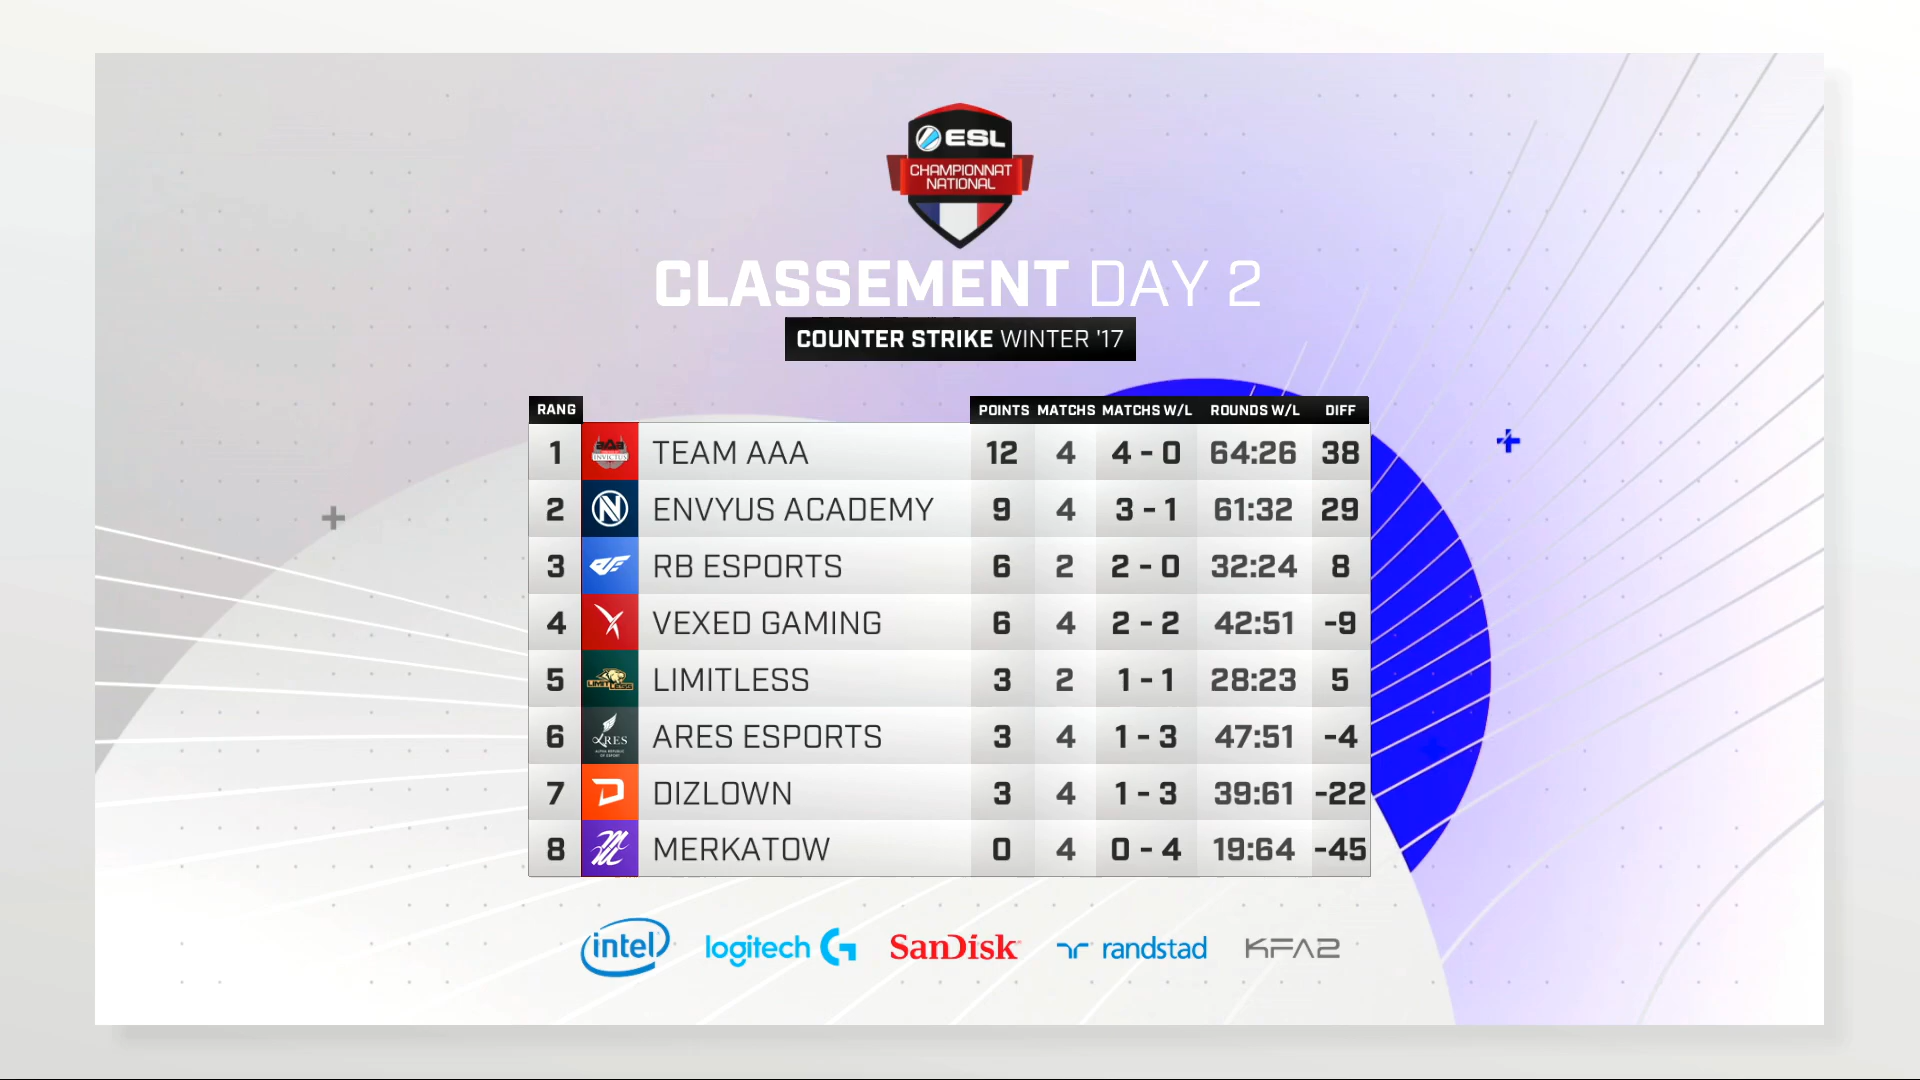 ESL
CHAMPIONNAT
NATIONAL
CLASSEMENT DAY 2
COUNTER STRIKE WINTER '17
RANG POINTS MATCHS MATCHS W/L ROUNDS W/L DIFF
1 INVICTUS TEAM AAA 12 4 4 - 0 64:26 38
2 N ENVYUS ACADEMY 9 4 3 - 1 61:32 29
3 RB ESPORTS 6 2 2 - 0 32:24 8
4 VEXED GAMING 6 4 2 - 2 42:51 -9
5 LIMITLESS 3 2 1 - 1 28:23 5
6 ARES ARES ESPORTS 3 4 1 - 3 47:51 -4
7 D DIZLOWN 3 4 1 - 3 39:61 -22
8 MERKATOW 0 4 0 - 4 19:64 -45
intel logitech G SanDisk randstad KFA2